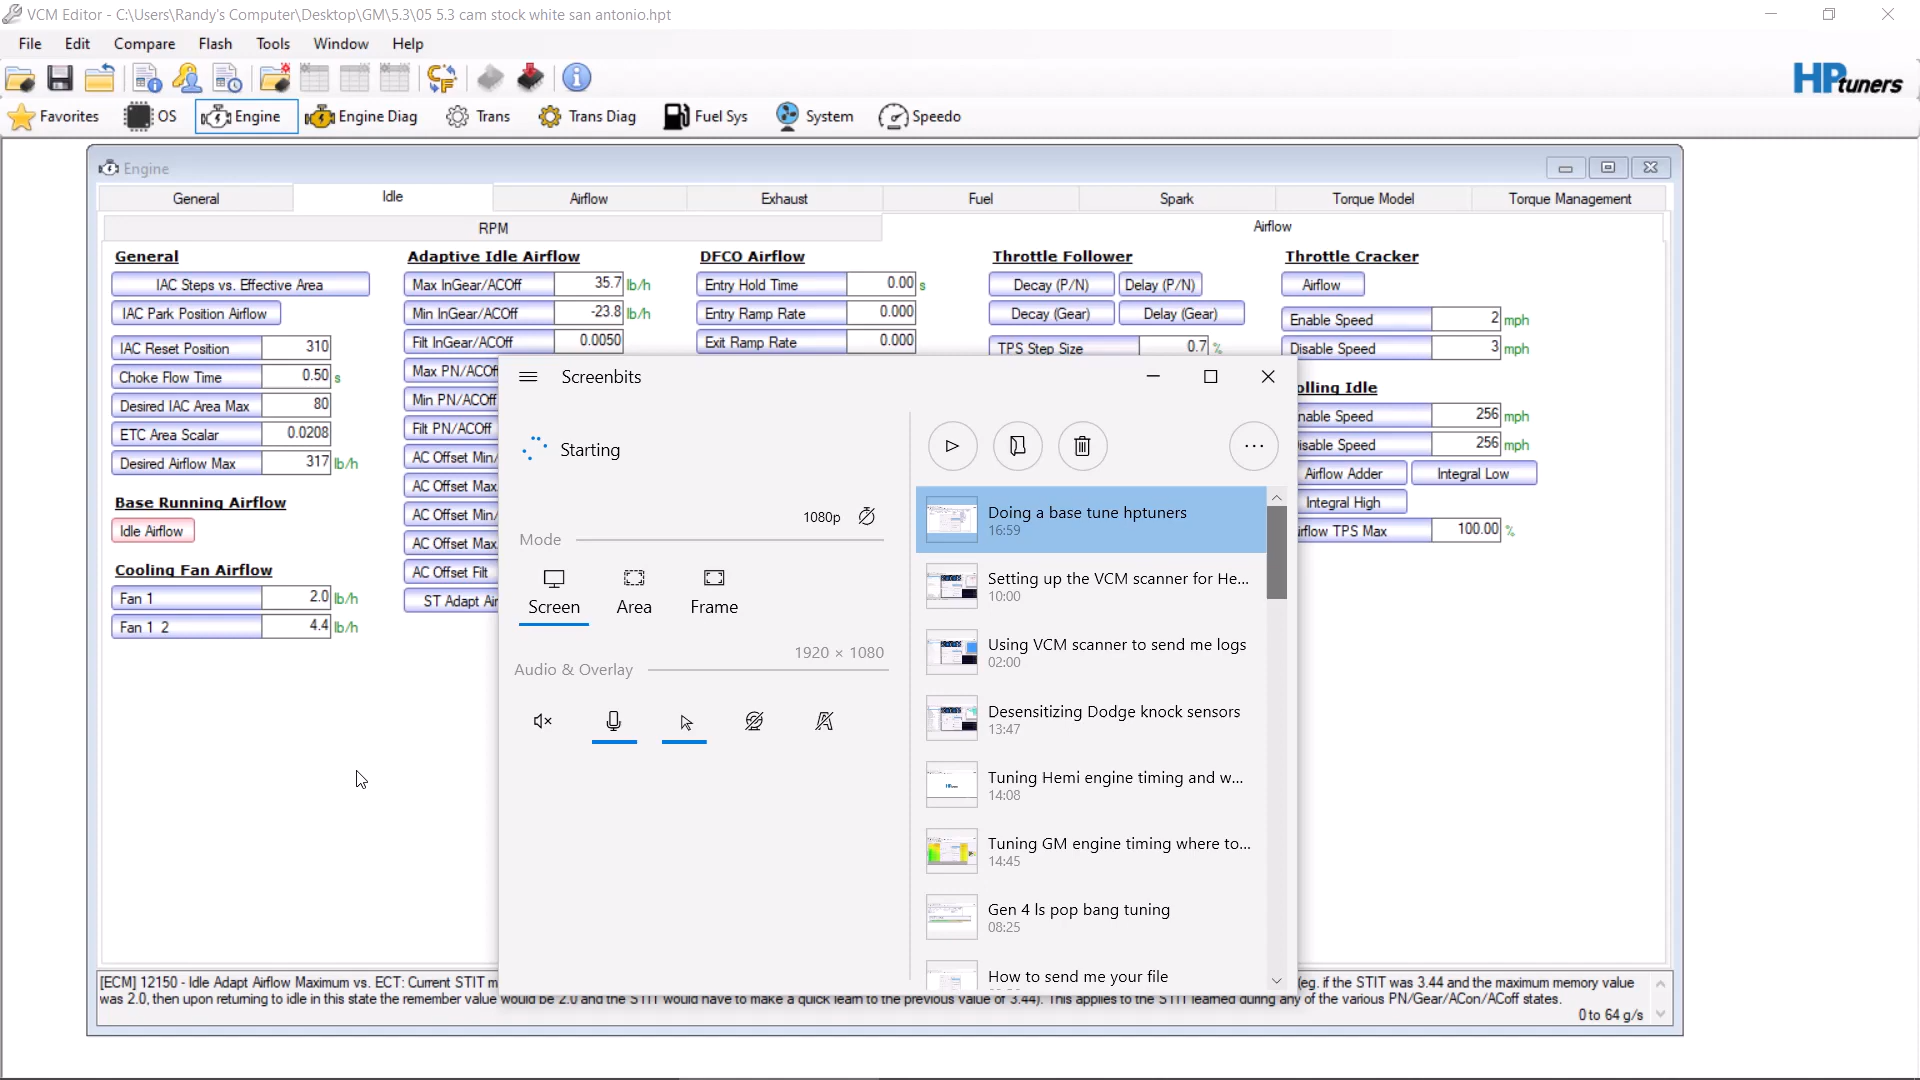 VCM Editor - C:\Users\Randy's Computer\Desktop\GM\5.3\05 5.3 cam stock white san antonio.hpt
File Edit Compare Flash Tools Window Help
HPtuners
Favorites OS Engine Engine Diag Trans Trans Diag Fuel Sys System Speedo
Engine
General Idle Airflow Exhaust Fuel Spark Torque Model Torque Management
RPM Airflow
General
IAC Steps vs. Effective Area
IAC Park Position Airflow
IAC Reset Position 310
Choke Flow Time 0.50 s
Desired IAC Area Max 80
ETC Area Scalar 0.0208
Desired Airflow Max 317 lb/h
Base Running Airflow
Idle Airflow
Cooling Fan Airflow
Fan 1 2.0 lb/h
Fan 1 2 4.4 lb/h
Adaptive Idle Airflow
Max InGear/ACOff 35.7 lb/h
Min InGear/ACOff -23.8 lb/h
Filt InGear/ACOff 0.0050
Max PN/ACOff
Min PN/ACOff
Filt PN/ACOff
AC Offset Min/
AC Offset Max
AC Offset Min/
AC Offset Max
AC Offset Filt
ST Adapt Air
DFCO Airflow
Entry Hold Time 0.00 s
Entry Ramp Rate 0.000
Exit Ramp Rate 0.000
Throttle Follower
Decay (P/N) Delay (P/N)
Decay (Gear) Delay (Gear)
TPS Step Size 0.7 %
Throttle Cracker
Airflow
Enable Speed 2 mph
Disable Speed 3 mph
olling Idle
nable Speed 256 mph
isable Speed 256 mph
Airflow Adder Integral Low
Integral High
irflow TPS Max 100.00 %
Screenbits
Starting
1080p
Mode
Screen Area Frame
1920 × 1080
Audio & Overlay
Doing a base tune hptuners
16:59
Setting up the VCM scanner for He...
10:00
Using VCM scanner to send me logs
02:00
Desensitizing Dodge knock sensors
13:47
Tuning Hemi engine timing and w...
14:08
Tuning GM engine timing where to...
14:45
Gen 4 ls pop bang tuning
08:25
How to send me your file
[ECM] 12150 - Idle Adapt Airflow Maximum vs. ECT: Current STIT m (eg. if the STIT was 3.44 and the maximum memory value
was 2.0, then upon returning to idle in this state the remember value would be 2.0 and the STIT would have to make a quick learn to the previous value of 3.44). This applies to the STIT learned during any of the various PN/Gear/ACon/ACoff states.
0 to 64 g/s